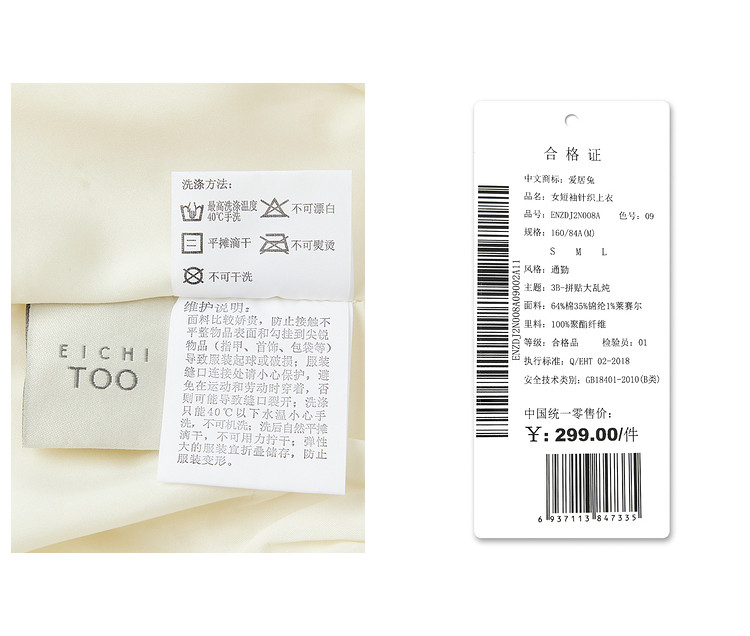 洗涤方法:
最高洗涤温度
40℃手洗
不可漂白
平摊滴干
不可熨烫
不可干洗
维护说明:
面料比较娇贵,防止接触不
平整物品表面和勾挂到尖锐
物品(指甲、首饰、包袋等)
导致服装起球或破损;服装
缝口连接处请小心保护,避
免在运动和劳动时穿着,否
则可能导致缝口裂开;洗涤
只能40℃以下水温小心手
洗,不可机洗;洗后自然平摊
滴干,不可用力拧干;弹性
大的服装宜折叠储存,防止
服装变形。
EICHI
TOO
合格证
中文商标:爱居兔
品名:女短袖针织上衣
品号:ENZDJ2N008A 色号:09
规格:160/84A(M)
S M L
风格:通勤
主题:3B-拼贴大乱炖
面料:64%棉35%锦纶1%莱赛尔
里料:100%聚酯纤维
等级:合格品 检验员:01
执行标准:Q/EHT 02-2018
安全技术类别:GB18401-2010(B类)
中国统一零售价:
¥:299.00/件
ENZDJ2N008A09002A11
6 937113 847335